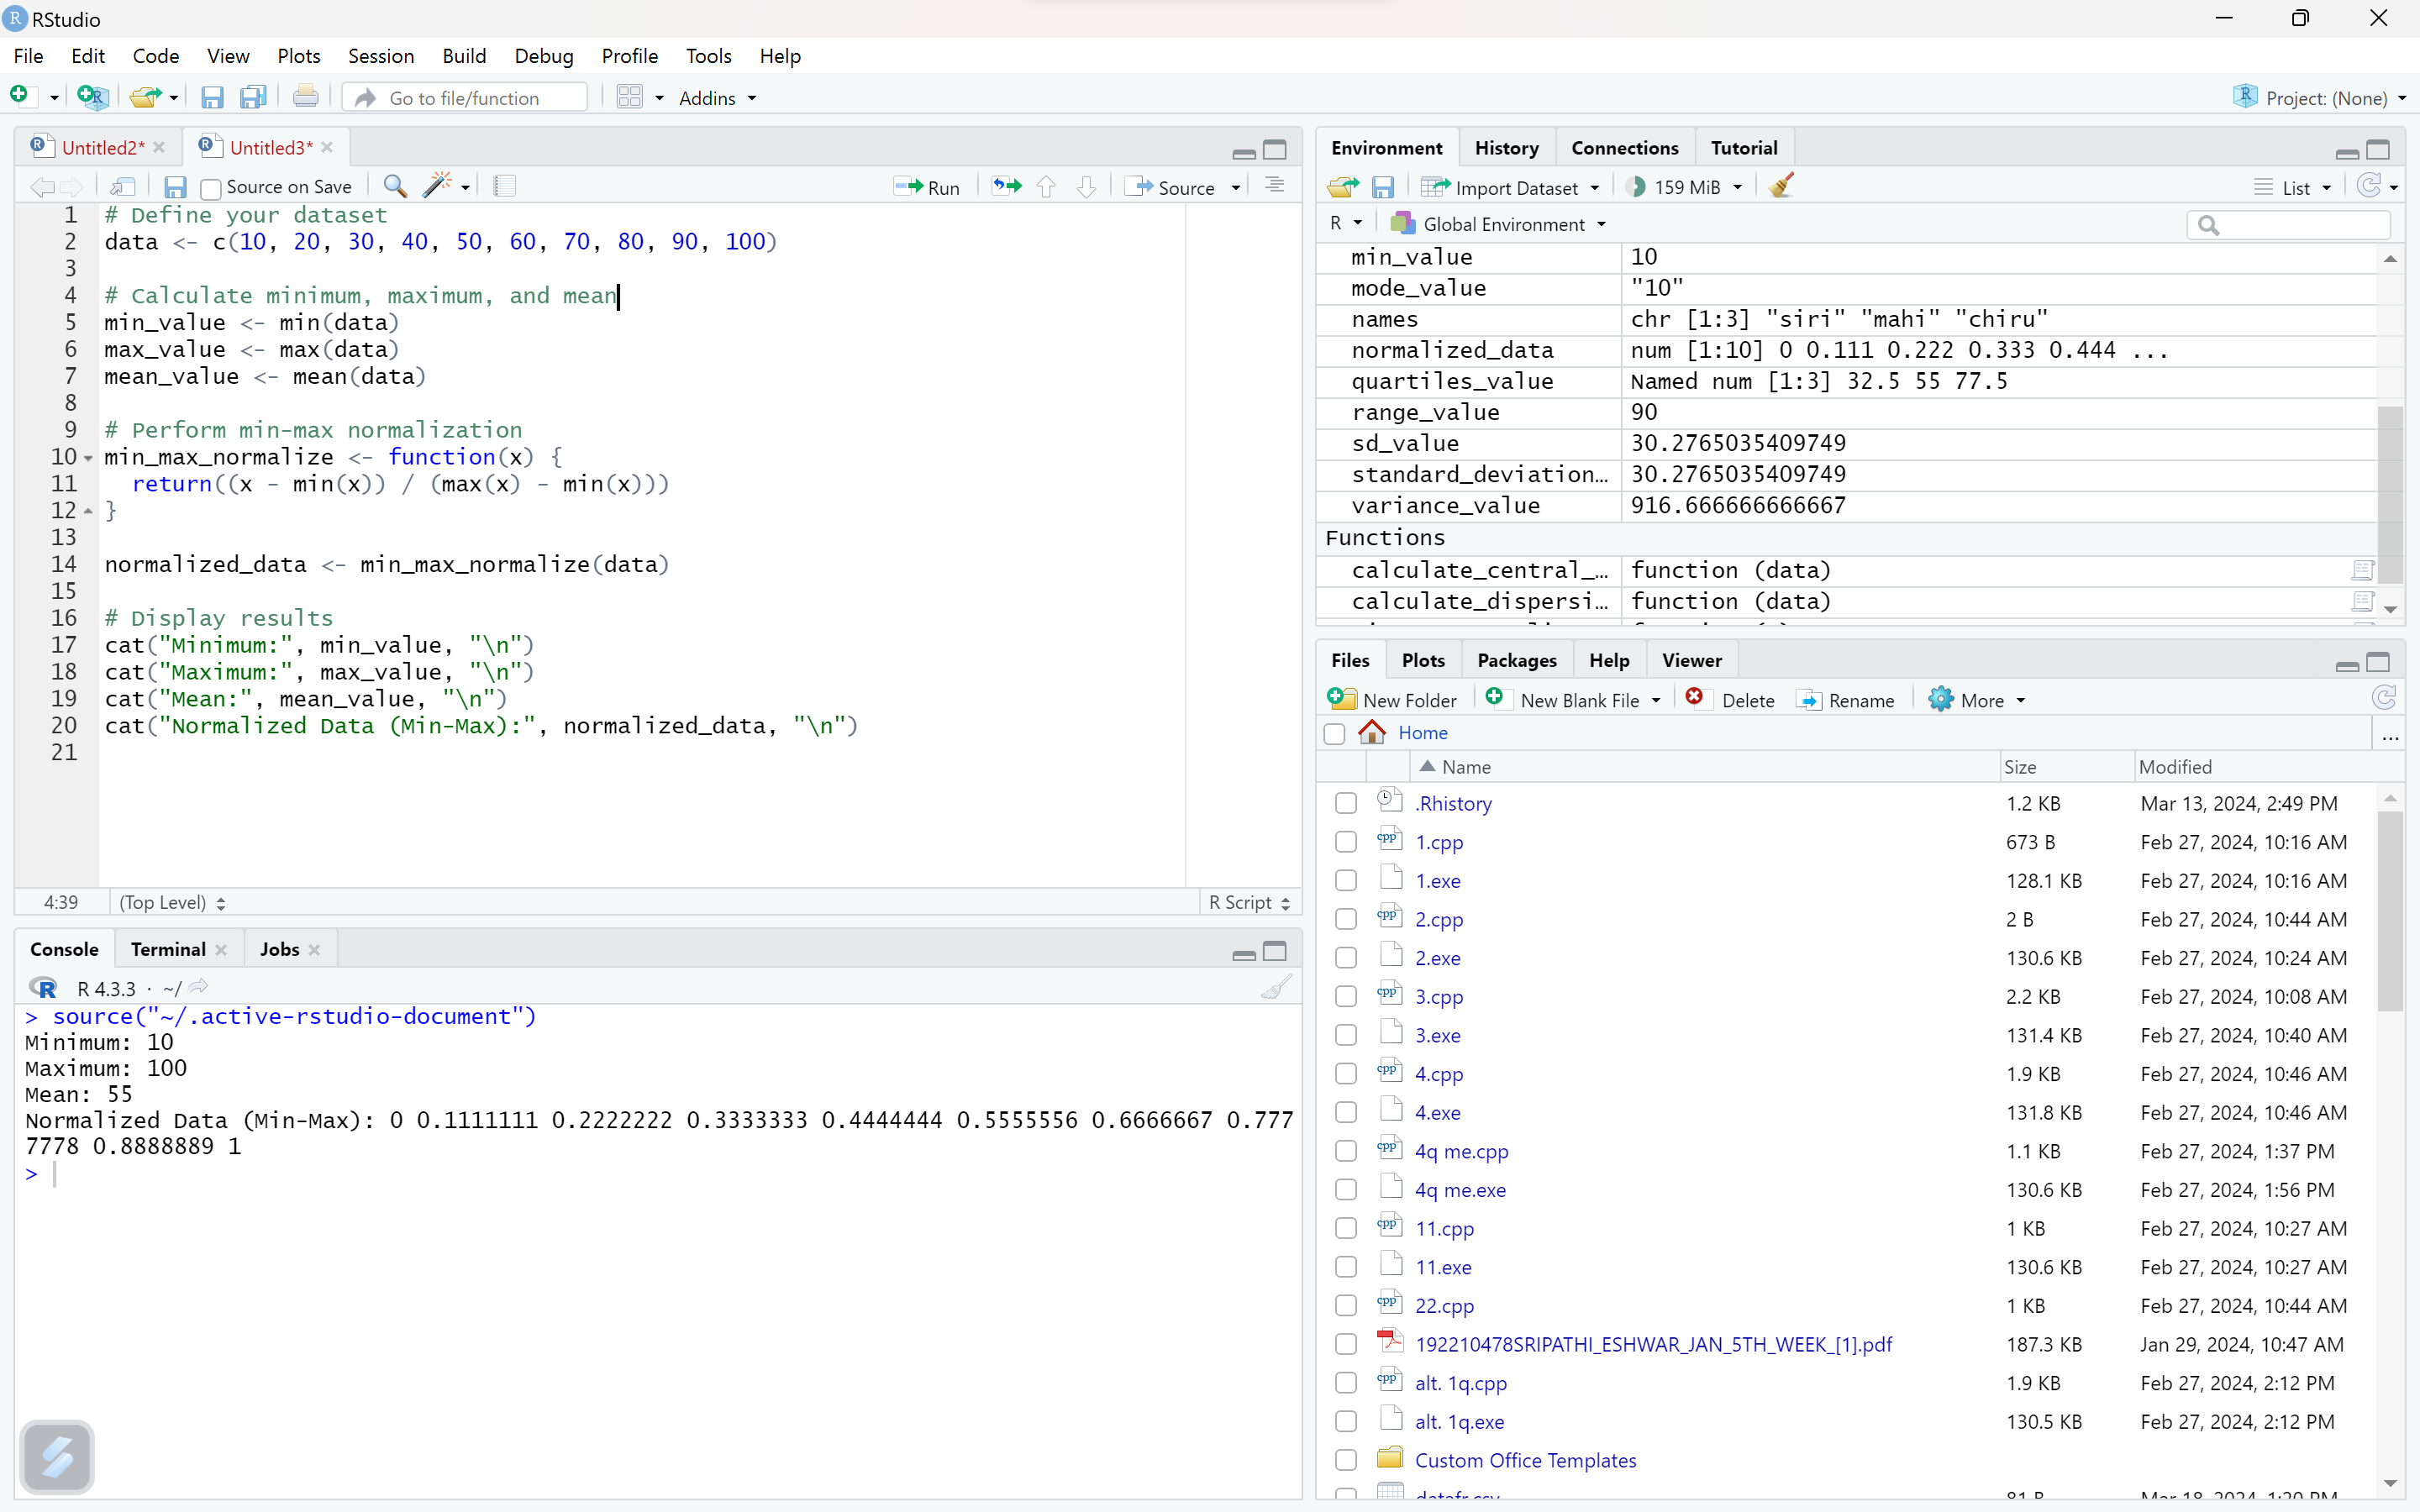 RStudio
File Edit Code View Plots Session Build Debug Profile Tools Help
Go to file/function Addins Project: (None)
Untitled2* Untitled3*
Source on Save Run Source
1 # Define your dataset
2 data <- c(10, 20, 30, 40, 50, 60, 70, 80, 90, 100)
3
4 # Calculate minimum, maximum, and mean
5 min_value <- min(data)
6 max_value <- max(data)
7 mean_value <- mean(data)
8
9 # Perform min-max normalization
10 min_max_normalize <- function(x) {
11   return((x - min(x)) / (max(x) - min(x)))
12 }
13
14 normalized_data <- min_max_normalize(data)
15
16 # Display results
17 cat("Minimum:", min_value, "\n")
18 cat("Maximum:", max_value, "\n")
19 cat("Mean:", mean_value, "\n")
20 cat("Normalized Data (Min-Max):", normalized_data, "\n")
21
4:39 (Top Level) R Script
Console Terminal Jobs
R R 4.3.3 · ~/
> source("~/.active-rstudio-document")
Minimum: 10
Maximum: 100
Mean: 55
Normalized Data (Min-Max): 0 0.1111111 0.2222222 0.3333333 0.4444444 0.5555556 0.6666667 0.777
7778 0.8888889 1
>
Environment History Connections Tutorial
Import Dataset 159 MiB List
R Global Environment
min_value 10
mode_value "10"
names chr [1:3] "siri" "mahi" "chiru"
normalized_data num [1:10] 0 0.111 0.222 0.333 0.444 ...
quartiles_value Named num [1:3] 32.5 55 77.5
range_value 90
sd_value 30.2765035409749
standard_deviation... 30.2765035409749
variance_value 916.666666666667
Functions
calculate_central_... function (data)
calculate_dispersi... function (data)
Files Plots Packages Help Viewer
New Folder New Blank File Delete Rename More
Home ...
Name Size Modified
.Rhistory 1.2 KB Mar 13, 2024, 2:49 PM
cpp 1.cpp 673 B Feb 27, 2024, 10:16 AM
1.exe 128.1 KB Feb 27, 2024, 10:16 AM
cpp 2.cpp 2 B Feb 27, 2024, 10:44 AM
2.exe 130.6 KB Feb 27, 2024, 10:24 AM
cpp 3.cpp 2.2 KB Feb 27, 2024, 10:08 AM
3.exe 131.4 KB Feb 27, 2024, 10:40 AM
cpp 4.cpp 1.9 KB Feb 27, 2024, 10:46 AM
4.exe 131.8 KB Feb 27, 2024, 10:46 AM
cpp 4q me.cpp 1.1 KB Feb 27, 2024, 1:37 PM
4q me.exe 130.6 KB Feb 27, 2024, 1:56 PM
cpp 11.cpp 1 KB Feb 27, 2024, 10:27 AM
11.exe 130.6 KB Feb 27, 2024, 10:27 AM
cpp 22.cpp 1 KB Feb 27, 2024, 10:44 AM
192210478SRIPATHI_ESHWAR_JAN_5TH_WEEK_[1].pdf 187.3 KB Jan 29, 2024, 10:47 AM
cpp alt. 1q.cpp 1.9 KB Feb 27, 2024, 2:12 PM
alt. 1q.exe 130.5 KB Feb 27, 2024, 2:12 PM
Custom Office Templates
datafr.csv 81 B Mar 18, 2024, 1:20 PM